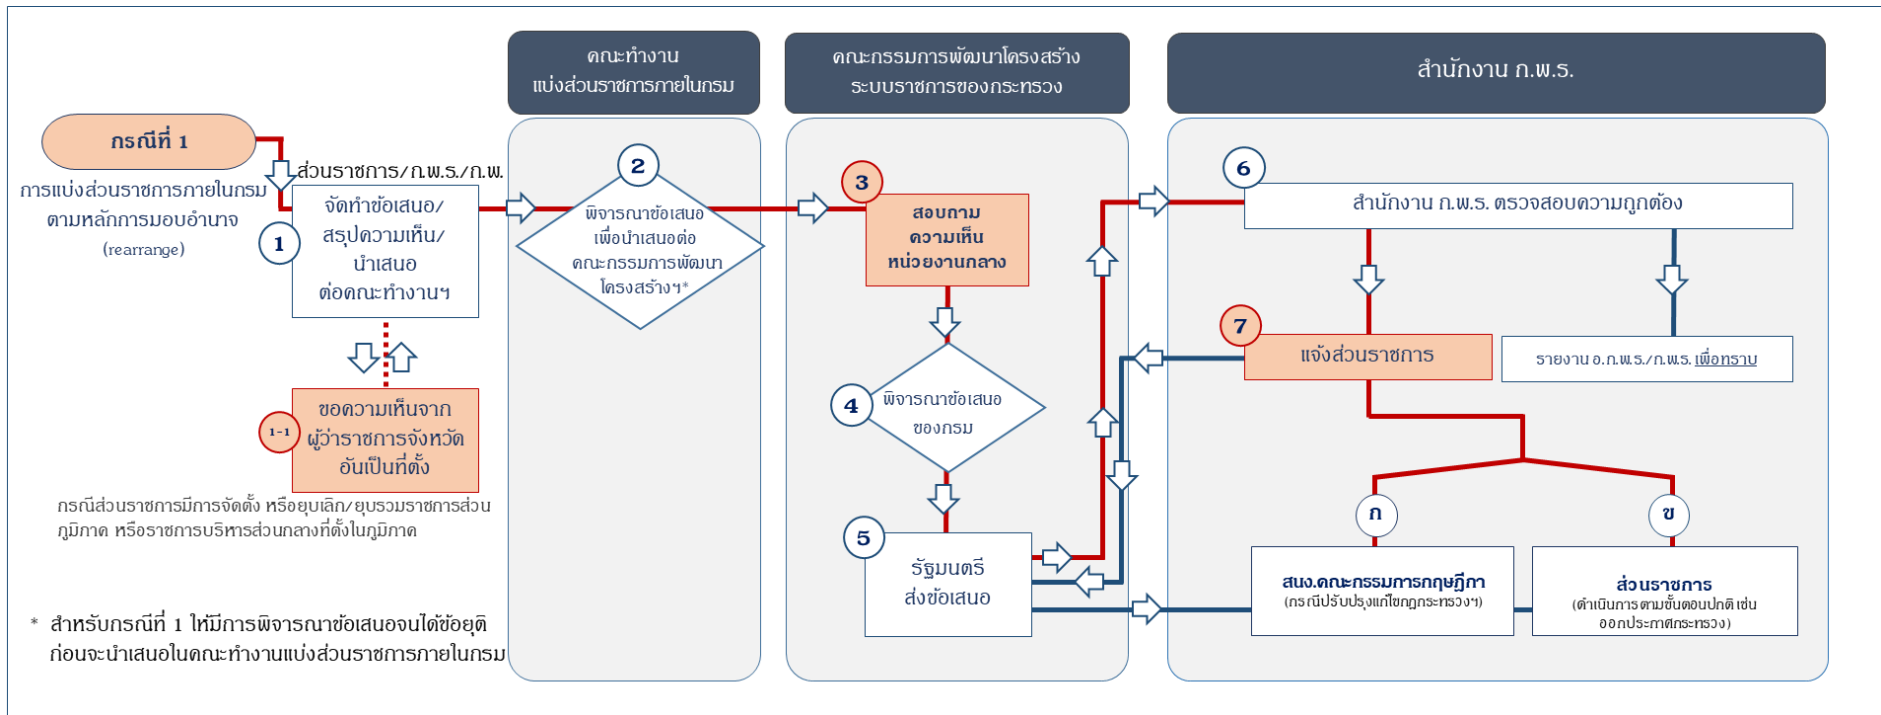 กรณีที่ 1
การแบ่งส่วนราชการภายในกรม
ตามหลักการมอบอำนาจ
(rearrange)
ส่วนราชการ/ก.พ.ร./ก.พ.
1
จัดทำข้อเสนอ/
สรุปความเห็น/
นำเสนอ
ต่อคณะทำงานฯ
1-1
ขอความเห็นจาก
ผู้ว่าราชการจังหวัด
อันเป็นที่ตั้ง
กรณีส่วนราชการมีการจัดตั้ง หรือยุบเลิก/ยุบรวมราชการส่วน
ภูมิภาค หรือราชการบริหารส่วนกลางที่ตั้งในภูมิภาค
* สำหรับกรณีที่ 1 ให้มีการพิจารณาข้อเสนอจนได้ข้อยุติ
ก่อนจะนำเสนอในคณะทำงานแบ่งส่วนราชการภายในกรม
คณะทำงาน
แบ่งส่วนราชการภายในกรม
2
พิจารณาข้อเสนอ
เพื่อนำเสนอต่อ
คณะกรรมการพัฒนา
โครงสร้างฯ*
คณะกรรมการพัฒนาโครงสร้าง
ระบบราชการของกระทรวง
3
สอบถาม
ความเห็น
หน่วยงานกลาง
4
พิจารณาข้อเสนอ
ของกรม
5
รัฐมนตรี
ส่งข้อเสนอ
สำนักงาน ก.พ.ร.
6
สำนักงาน ก.พ.ร. ตรวจสอบความถูกต้อง
7
แจ้งส่วนราชการ
รายงาน อ.ก.พ.ร./ก.พ.ร. เพื่อทราบ
ก
ข
สนง.คณะกรรมการกฤษฎีกา
(กรณีปรับปรุงแก้ไขกฎกระทรวงฯ)
ส่วนราชการ
(ดำเนินการตามขั้นตอนปกติ เช่น
ออกประกาศกระทรวง)